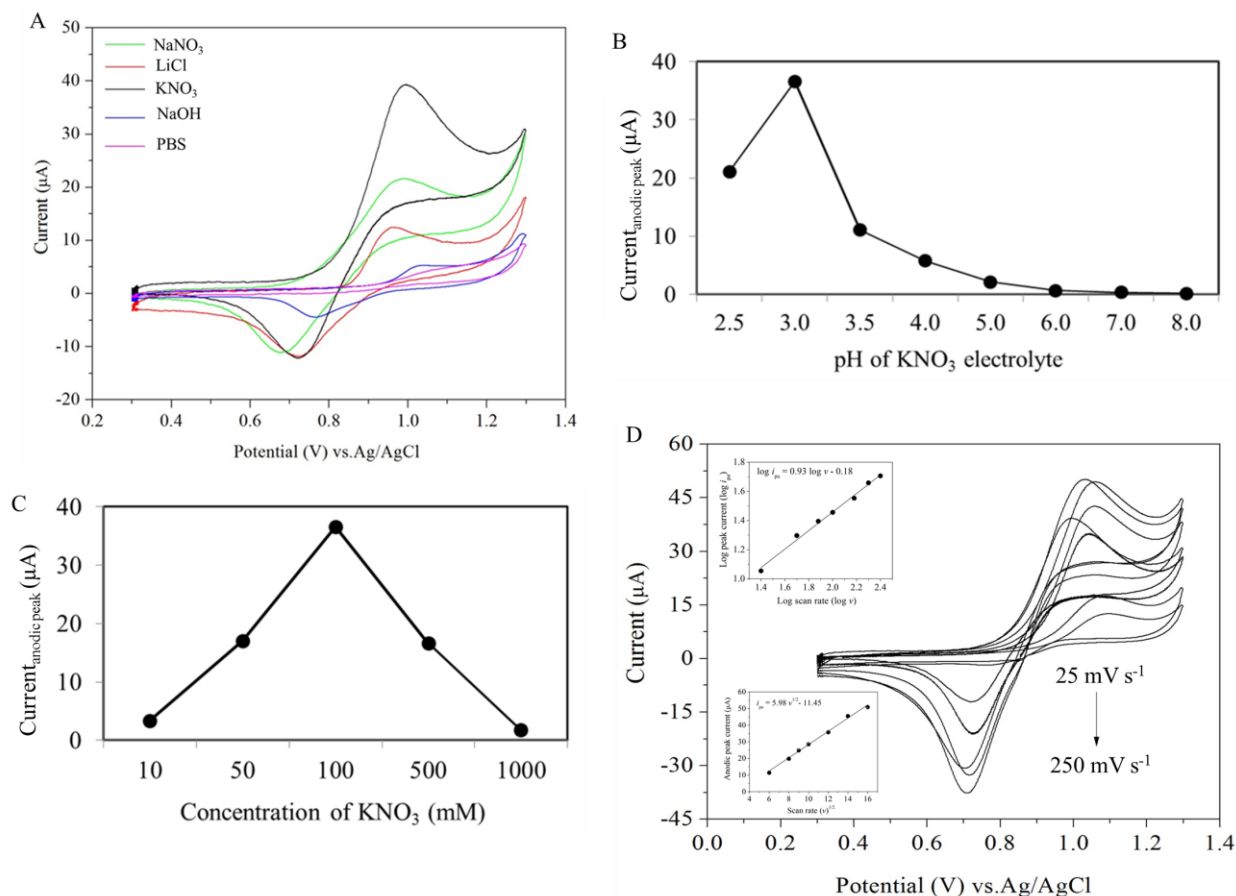 A
50
40
30
20
10
0
-10
-20
NaNO₃
LiCl
KNO₃
NaOH
PBS
Current (μA)
0.2 0.4 0.6 0.8 1.0 1.2 1.4
Potential (V) vs.Ag/AgCl
B
40
30
20
10
0
Current anodic peak (μA)
2.5 3.0 3.5 4.0 5.0 6.0 7.0 8.0
pH of KNO₃ electrolyte
C
40
30
20
10
0
Current anodic peak (μA)
10 50 100 500 1000
Concentration of KNO₃ (mM)
D
60
45
30
15
0
-15
-30
-45
Current (μA)
log iₚₐ = 0.93 log v - 0.18
1.8
1.6
1.4
1.2
1.0
Log peak current (log iₚₐ)
1.4 1.6 1.8 2.0 2.2 2.4
Log scan rate (log v)
iₚₐ = 5.98 v¹/² - 11.45
60
50
40
30
20
10
0
Anodic peak current (μA)
4 6 8 10 12 14 16
Scan rate (v)¹/²
25 mV s⁻¹
250 mV s⁻¹
0.0 0.2 0.4 0.6 0.8 1.0 1.2 1.4
Potential (V) vs.Ag/AgCl